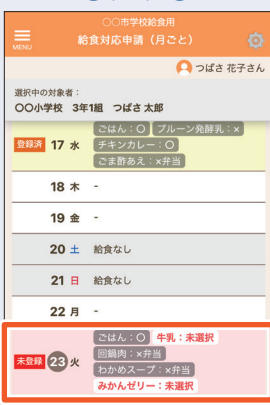 ○○市学校給食用
MENU
給食対応申請（月ごと）
つばさ 花子さん
選択中の対象者：
○○小学校 3年1組 つばさ 太郎
登録済 17 水
ごはん：○ プルーン発酵乳：×
チキンカレー：○
ごま酢あえ：×弁当
18 木 -
19 金 -
20 土 給食なし
21 日 給食なし
22 月 -
未登録 23 火
ごはん：○ 牛乳：未選択
回鍋肉：×弁当
わかめスープ：×弁当
みかんゼリー：未選択